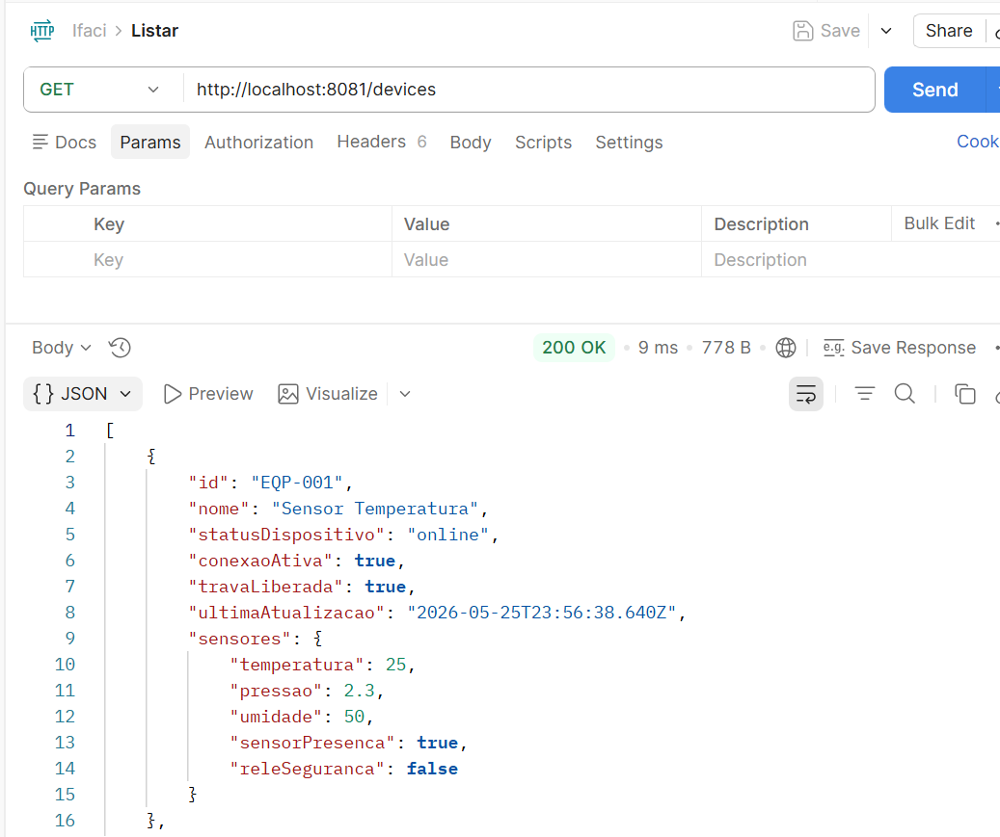 HTTP Ifaci > Listar Save Share
GET http://localhost:8081/devices Send
Docs Params Authorization Headers 6 Body Scripts Settings
Query Params
Key Value Description Bulk Edit
Key Value Description
Body 200 OK • 9 ms • 778 B • e.g. Save Response
{} JSON Preview Visualize
1 [
2 {
3 "id": "EQP-001",
4 "nome": "Sensor Temperatura",
5 "statusDispositivo": "online",
6 "conexaoAtiva": true,
7 "travaLiberada": true,
8 "ultimaAtualizacao": "2026-05-25T23:56:38.640Z",
9 "sensores": {
10 "temperatura": 25,
11 "pressao": 2.3,
12 "umidade": 50,
13 "sensorPresenca": true,
14 "releSeguranca": false
15 }
16 },